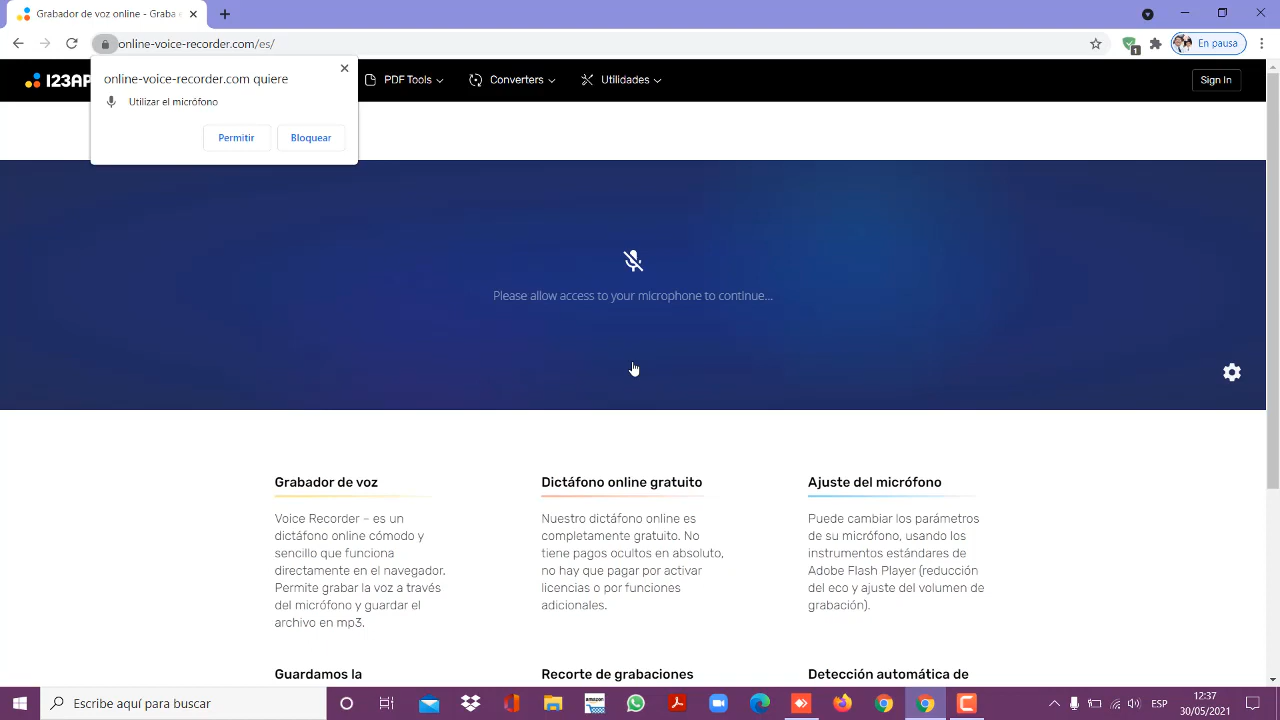 Grabador de voz online - Graba e
online-voice-recorder.com/es/
1
En pausa
online-voice-recorder.com quiere
Utilizar el micrófono
Permitir
Bloquear
123AP
PDF Tools
Converters
Utilidades
Sign In
Please allow access to your microphone to continue...
Grabador de voz
Voice Recorder – es un
dictáfono online cómodo y
sencillo que funciona
directamente en el navegador.
Permite grabar la voz a través
del micrófono y guardar el
archivo en mp3.
Dictáfono online gratuito
Nuestro dictáfono online es
completamente gratuito. No
tiene pagos ocultos en absoluto,
no hay que pagar por activar
licencias o por funciones
adicionales.
Ajuste del micrófono
Puede cambiar los parámetros
de su micrófono, usando los
instrumentos estándares de
Adobe Flash Player (reducción
del eco y ajuste del volumen de
grabación).
Guardamos la
Recorte de grabaciones
Detección automática de
Escribe aquí para buscar
amazon
ESP
12:37
30/05/2021